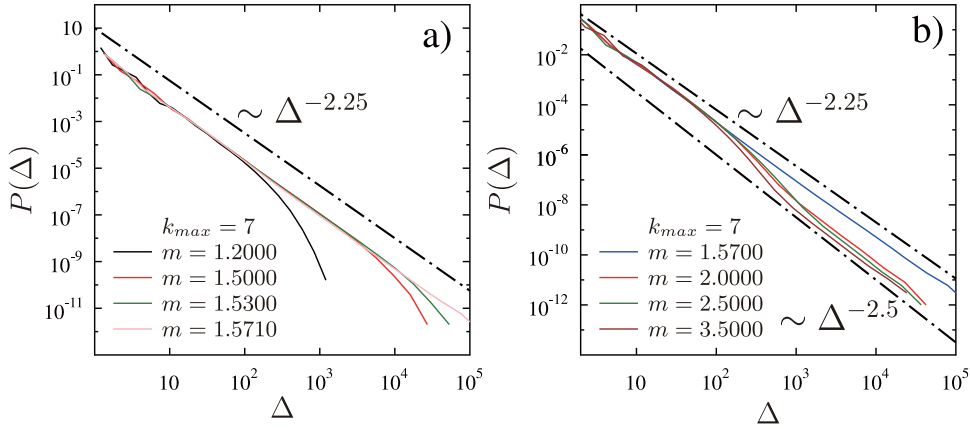 a)
10
10^-1
10^-3
10^-5
10^-7
10^-9
10^-11
P(Δ)
~ Δ^-2.25
k_max = 7
m = 1.2000
m = 1.5000
m = 1.5300
m = 1.5710
10 10^2 10^3 10^4 10^5
Δ
b)
10^-2
10^-4
10^-6
10^-8
10^-10
10^-12
P(Δ)
~ Δ^-2.25
k_max = 7
m = 1.5700
m = 2.0000
m = 2.5000
m = 3.5000
~ Δ^-2.5
10 10^2 10^3 10^4 10^5
Δ